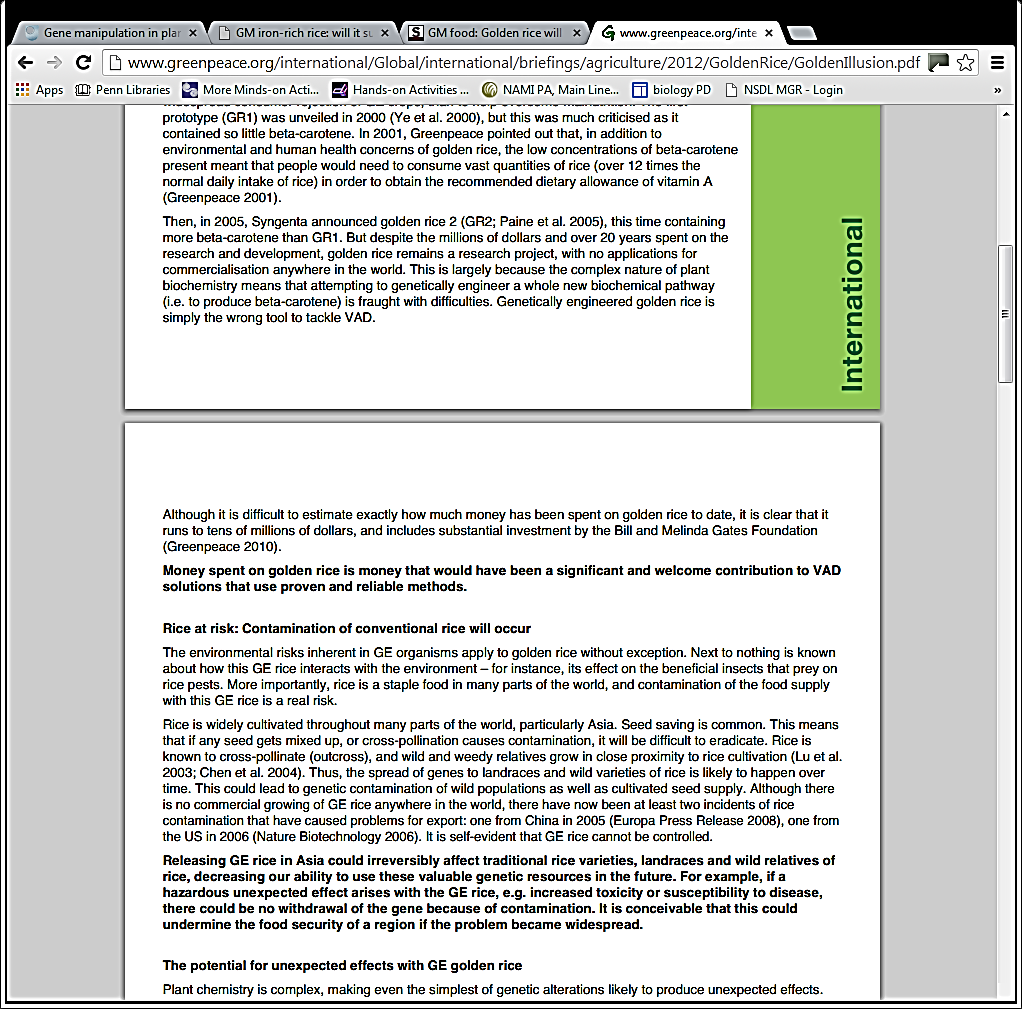 Gene manipulation in plan
GM iron-rich rice: will it su
GM food: Golden rice will
www.greenpeace.org/inte
www.greenpeace.org/international/Global/international/briefings/agriculture/2012/GoldenRice/GoldenIllusion.pdf
Apps Penn Libraries More Minds-on Acti... Hands-on Activities ... NAMI PA, Main Line... biology PD NSDL MGR - Login »
prototype (GR1) was unveiled in 2000 (Ye et al. 2000), but this was much criticised as it
contained so little beta-carotene. In 2001, Greenpeace pointed out that, in addition to
environmental and human health concerns of golden rice, the low concentrations of beta-carotene
present meant that people would need to consume vast quantities of rice (over 12 times the
normal daily intake of rice) in order to obtain the recommended dietary allowance of vitamin A
(Greenpeace 2001).
Then, in 2005, Syngenta announced golden rice 2 (GR2; Paine et al. 2005), this time containing
more beta-carotene than GR1. But despite the millions of dollars and over 20 years spent on the
research and development, golden rice remains a research project, with no applications for
commercialisation anywhere in the world. This is largely because the complex nature of plant
biochemistry means that attempting to genetically engineer a whole new biochemical pathway
(i.e. to produce beta-carotene) is fraught with difficulties. Genetically engineered golden rice is
simply the wrong tool to tackle VAD.
International
Although it is difficult to estimate exactly how much money has been spent on golden rice to date, it is clear that it
runs to tens of millions of dollars, and includes substantial investment by the Bill and Melinda Gates Foundation
(Greenpeace 2010).
Money spent on golden rice is money that would have been a significant and welcome contribution to VAD
solutions that use proven and reliable methods.
Rice at risk: Contamination of conventional rice will occur
The environmental risks inherent in GE organisms apply to golden rice without exception. Next to nothing is known
about how this GE rice interacts with the environment – for instance, its effect on the beneficial insects that prey on
rice pests. More importantly, rice is a staple food in many parts of the world, and contamination of the food supply
with this GE rice is a real risk.
Rice is widely cultivated throughout many parts of the world, particularly Asia. Seed saving is common. This means
that if any seed gets mixed up, or cross-pollination causes contamination, it will be difficult to eradicate. Rice is
known to cross-pollinate (outcross), and wild and weedy relatives grow in close proximity to rice cultivation (Lu et al.
2003; Chen et al. 2004). Thus, the spread of genes to landraces and wild varieties of rice is likely to happen over
time. This could lead to genetic contamination of wild populations as well as cultivated seed supply. Although there
is no commercial growing of GE rice anywhere in the world, there have now been at least two incidents of rice
contamination that have caused problems for export: one from China in 2005 (Europa Press Release 2008), one from
the US in 2006 (Nature Biotechnology 2006). It is self-evident that GE rice cannot be controlled.
Releasing GE rice in Asia could irreversibly affect traditional rice varieties, landraces and wild relatives of
rice, decreasing our ability to use these valuable genetic resources in the future. For example, if a
hazardous unexpected effect arises with the GE rice, e.g. increased toxicity or susceptibility to disease,
there could be no withdrawal of the gene because of contamination. It is conceivable that this could
undermine the food security of a region if the problem became widespread.
The potential for unexpected effects with GE golden rice
Plant chemistry is complex, making even the simplest of genetic alterations likely to produce unexpected effects.